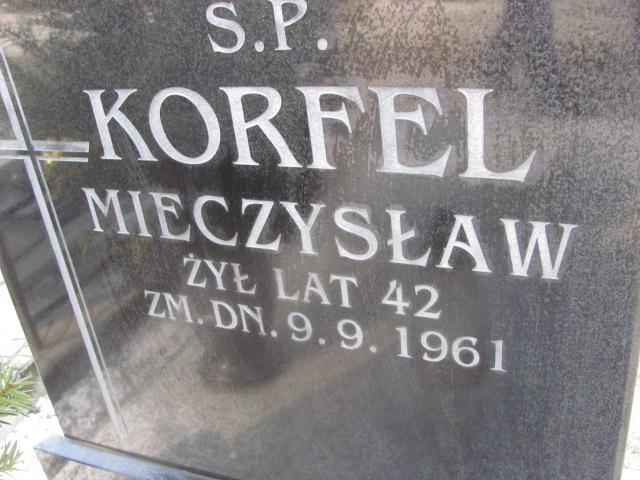 S.P.
KORFEL
MIECZYSŁAW
ŻYŁ LAT 42
ZM. DN. 9. 9. 1961